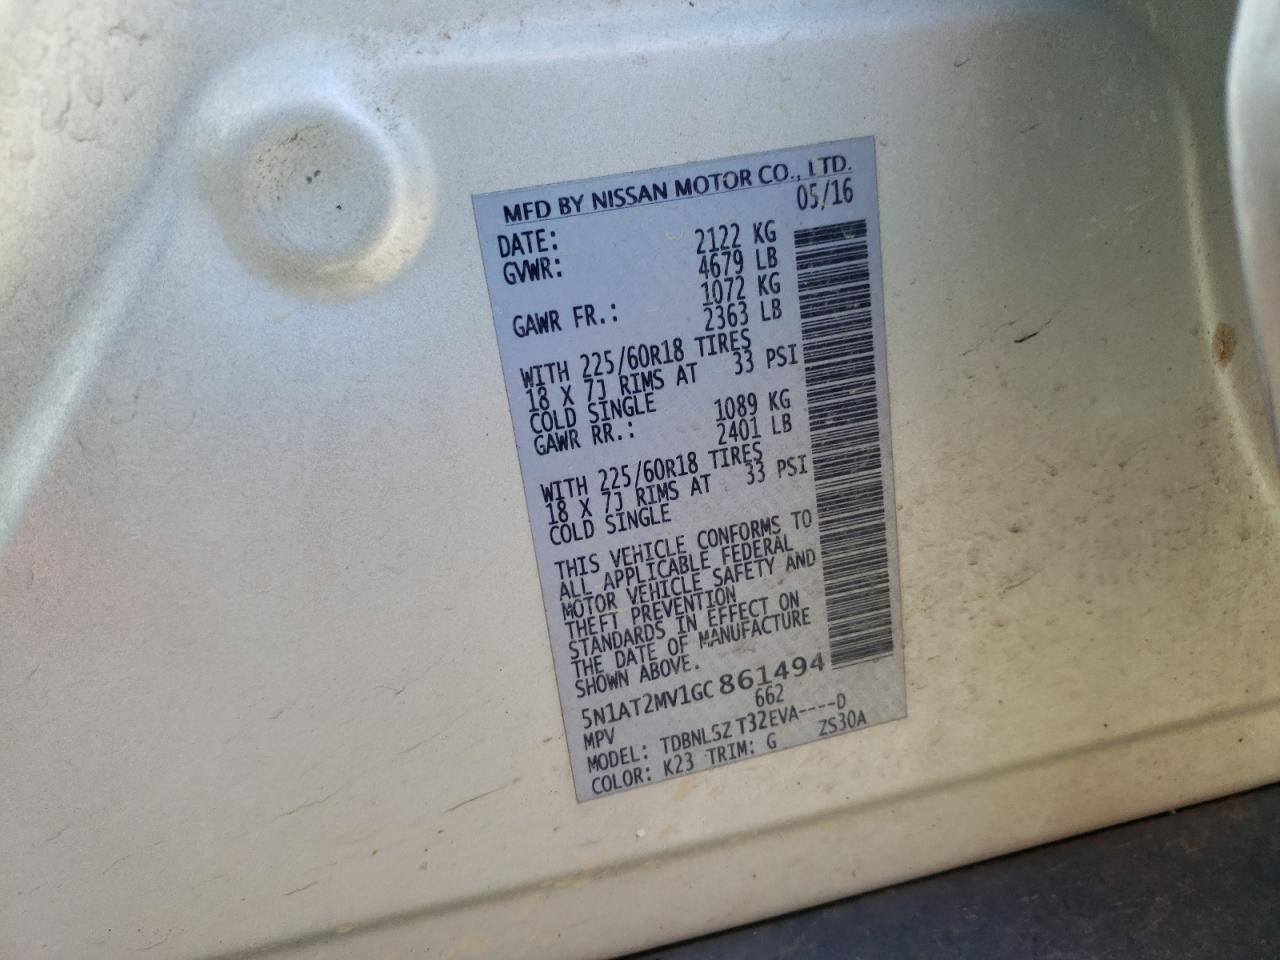 MFD BY NISSAN MOTOR CO., LTD.
DATE: 05/16
GVWR: 2122 KG
4679 LB
GAWR FR.: 1072 KG
2363 LB
WITH 225/60R18 TIRES
18 X 7J RIMS AT 33 PSI
COLD SINGLE
GAWR RR.: 1089 KG
2401 LB
WITH 225/60R18 TIRES
18 X 7J RIMS AT 33 PSI
COLD SINGLE
THIS VEHICLE CONFORMS TO
ALL APPLICABLE FEDERAL
MOTOR VEHICLE SAFETY AND
THEFT PREVENTION
STANDARDS IN EFFECT ON
THE DATE OF MANUFACTURE
SHOWN ABOVE.
5N1AT2MV1GC861494
MPV 662
MODEL: TDBNLSZ T32EVA----D
COLOR: K23 TRIM: G ZS30A